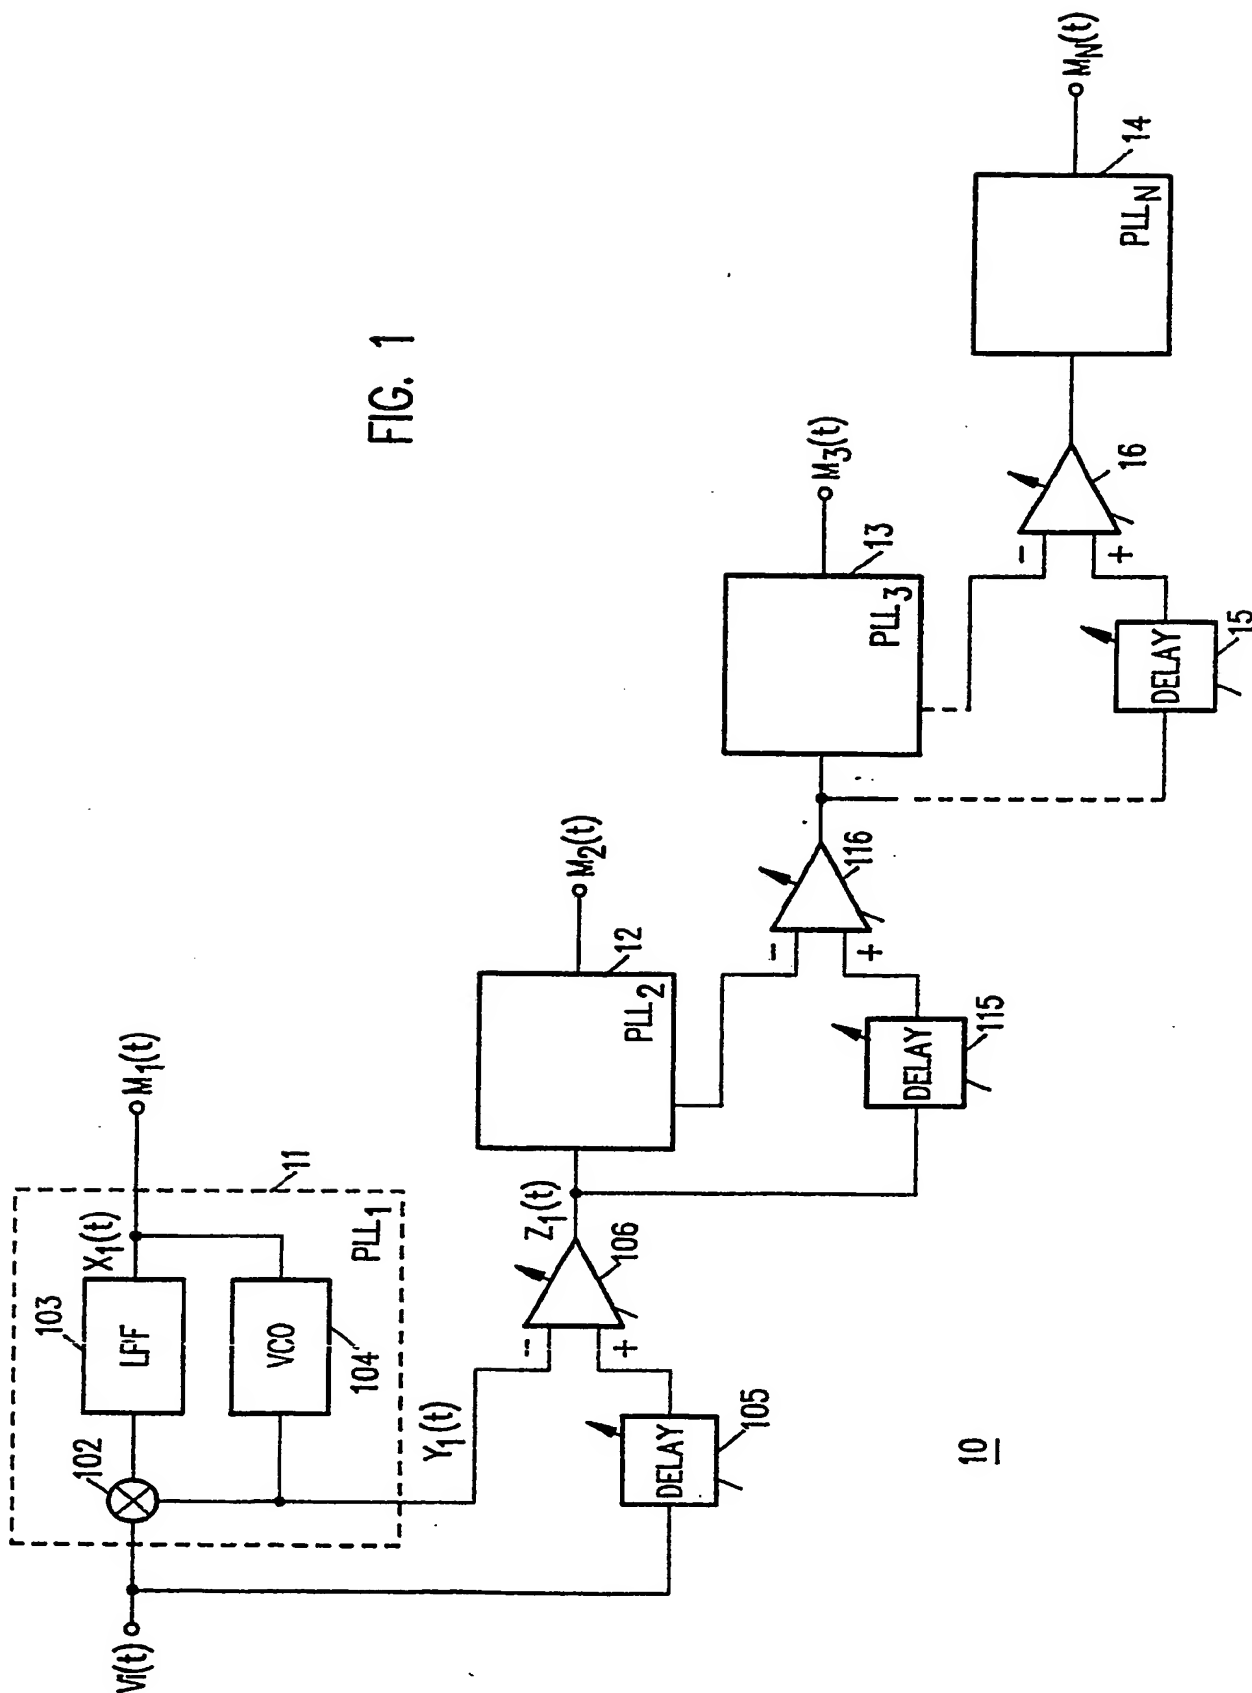 FIG. 1
Vi(t)
102
103
LPF
X1(t)
VCO
104
PLL1
11
M1(t)
Y1(t)
DELAY
105
-
+
106
Z1(t)
PLL2
12
M2(t)
DELAY
115
-
+
116
PLL3
13
M3(t)
DELAY
15
-
+
16
PLLN
14
MN(t)
10